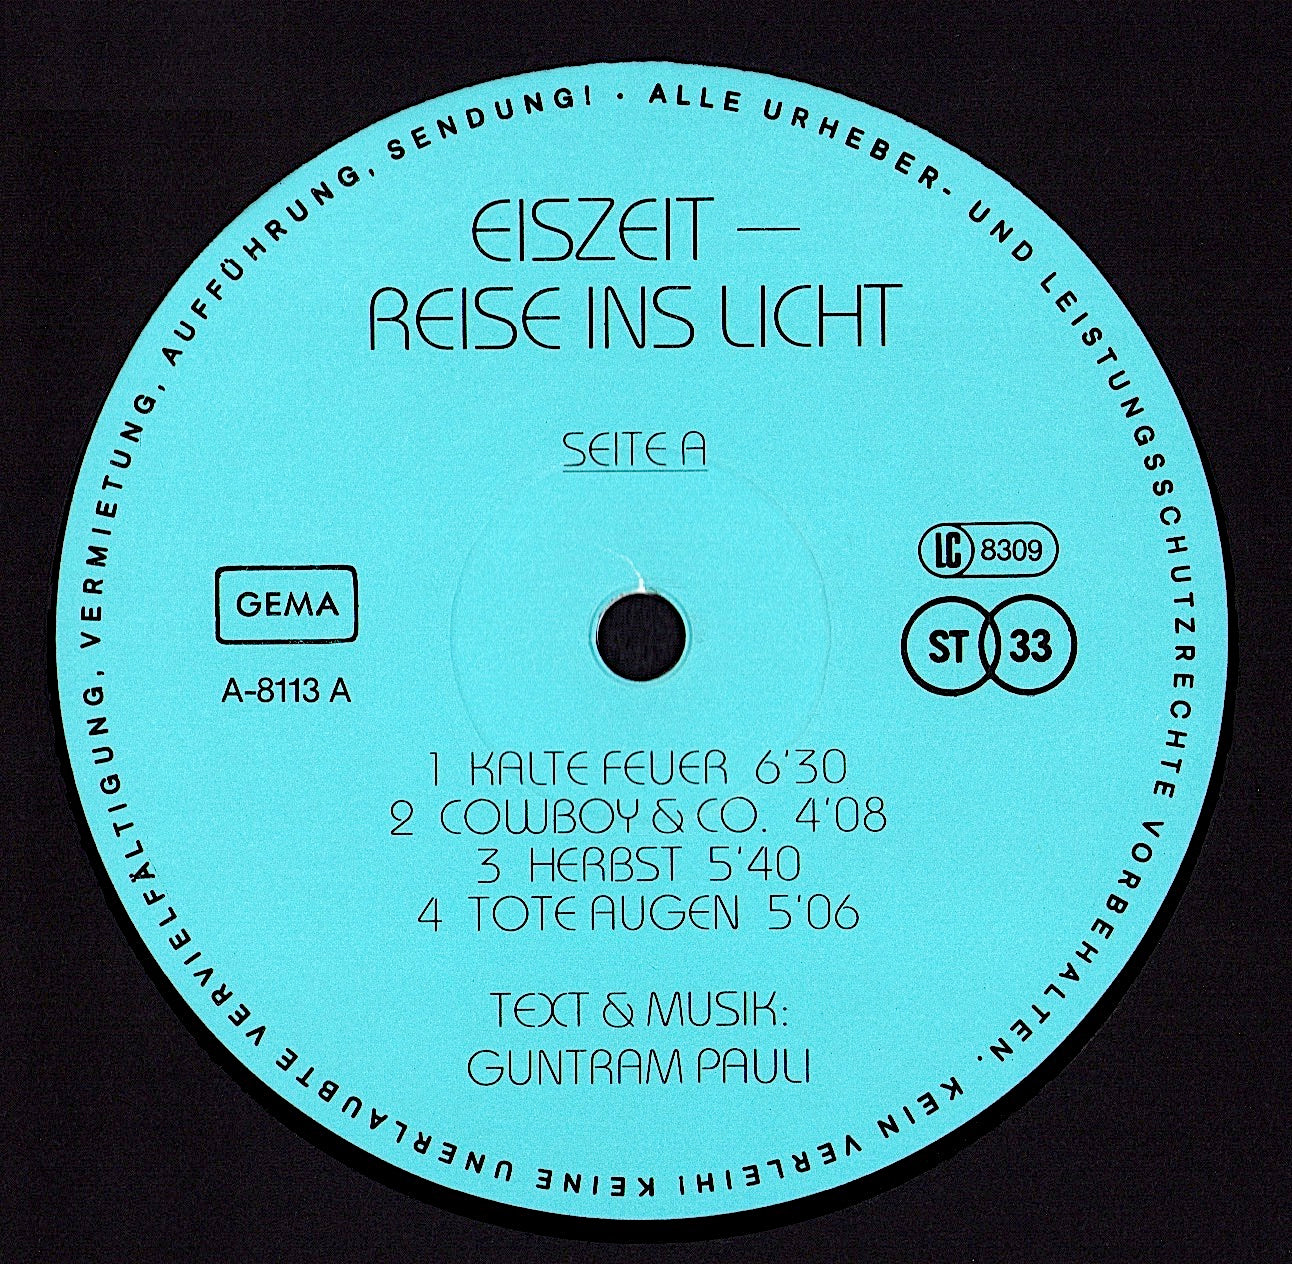 ALLE URHEBER- UND LEISTUNGSSCHUTZRECHTE VORBEHALTEN. KEIN VERLEIH! KEINE UNERLAUBTE VERVIELFÄLTIGUNG, VERMIETUNG, AUFFÜHRUNG, SENDUNG! ·
EISZEIT —
REISE INS LICHT
SEITE A
LC 8309
GEMA
ST 33
A-8113 A
1 KALTE FEUER 6'30
2 COWBOY & CO. 4'08
3 HERBST 5'40
4 TOTE AUGEN 5'06
TEXT & MUSIK:
GUNTRAM PAULI